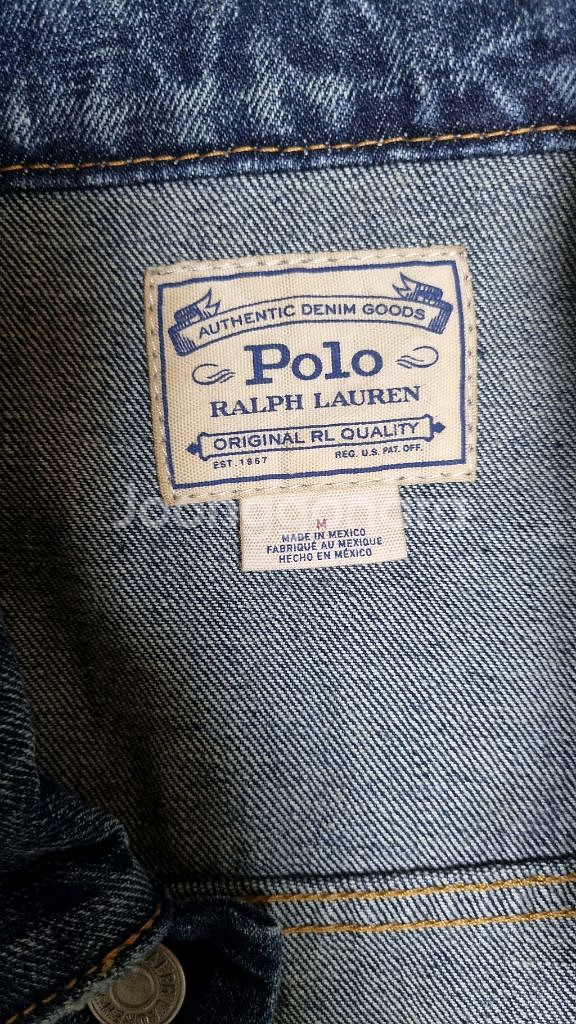 AUTHENTIC DENIM GOODS
Polo
RALPH LAUREN
ORIGINAL RL QUALITY
EST. 1967 REG. U.S. PAT. OFF.
M
MADE IN MEXICO
FABRIQUÉ AU MEXIQUE
HECHO EN MÉXICO